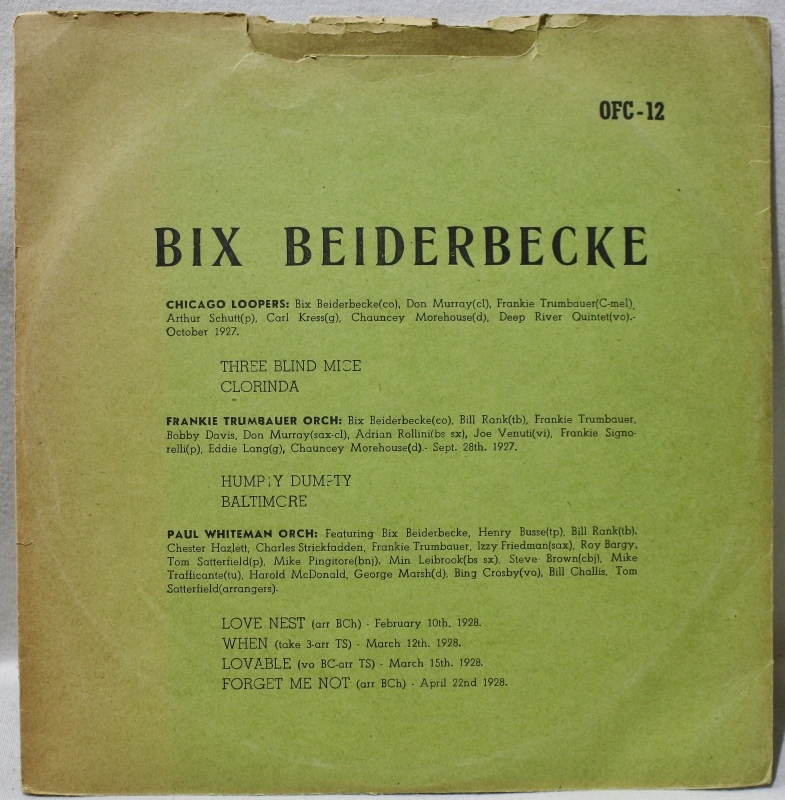 OFC-12
BIX BEIDERBECKE
CHICAGO LOOPERS: Bix Beiderbecke(co), Don Murray(cl), Frankie Trumbauer(C-mel),
Arthur Schutt(p), Carl Kress(g), Chauncey Morehouse(d), Deep River Quintet(vo).-
October 1927.
THREE BLIND MICE
CLORINDA
FRANKIE TRUMBAUER ORCH: Bix Beiderbecke(co), Bill Rank(tb), Frankie Trumbauer,
Bobby Davis, Don Murray(sax-cl), Adrian Rollini(bs sx), Joe Venuti(vi), Frankie Signo-
relli(p), Eddie Lang(g), Chauncey Morehouse(d).- Sept. 28th. 1927.
HUMPTY DUMPTY
BALTIMORE
PAUL WHITEMAN ORCH: Featuring Bix Beiderbecke, Henry Busse(tp), Bill Rank(tb),
Chester Hazlett, Charles Strickfadden, Frankie Trumbauer, Izzy Friedman(sax), Roy Bargy,
Tom Satterfield(p), Mike Pingitore(bnj), Min Leibrook(bs sx), Steve Brown(cbj), Mike
Trafficante(tu), Harold McDonald, George Marsh(d), Bing Crosby(vo), Bill Challis, Tom
Satterfield(arrangers).
LOVE NEST (arr BCh) - February 10th. 1928.
WHEN (take 3-arr TS) - March 12th. 1928.
LOVABLE (vo BC-arr TS) - March 15th. 1928.
FORGET ME NOT (arr BCh) - April 22nd 1928.